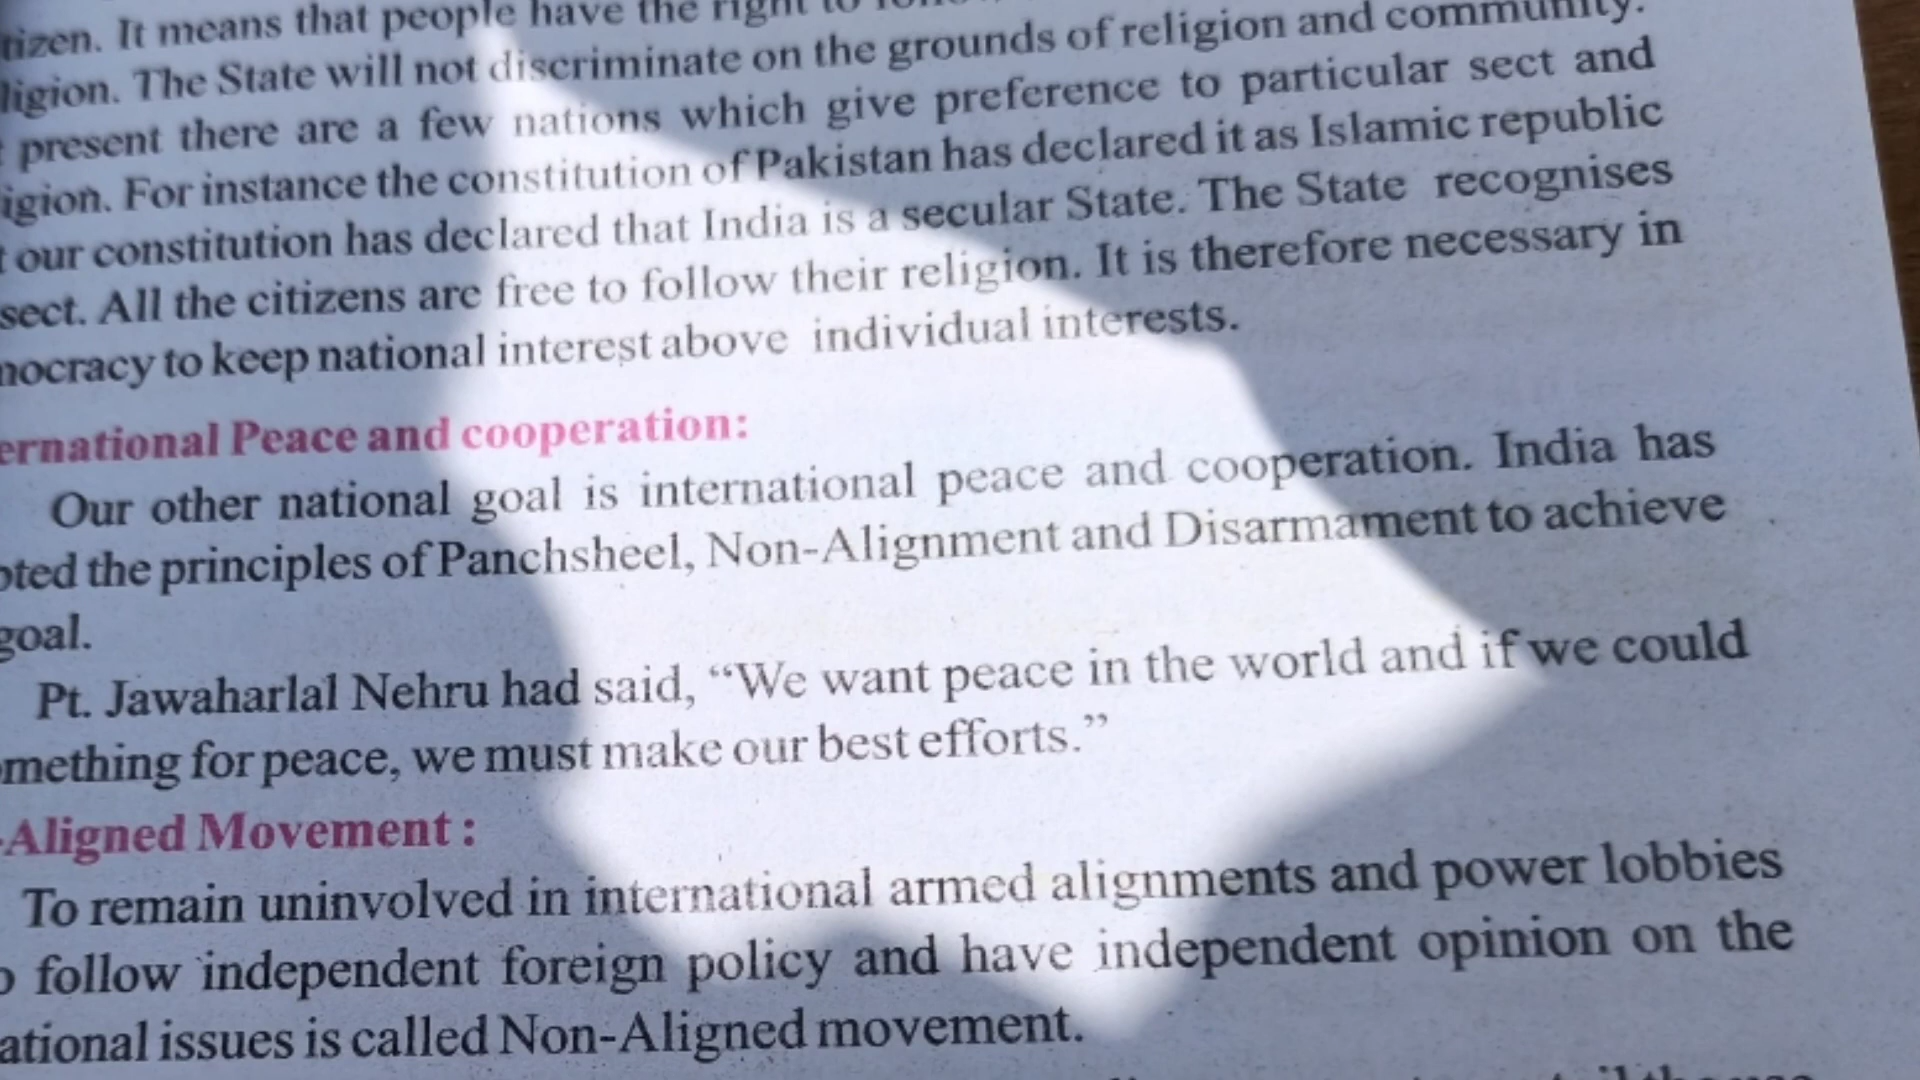 tizen. It means that people have the right to
ligion. The State will not discriminate on the grounds of religion and community.
present there are a few nations which give preference to particular sect and
igion. For instance the constitution of Pakistan has declared it as Islamic republic
t our constitution has declared that India is a secular State. The State recognises
sect. All the citizens are free to follow their religion. It is therefore necessary in
nocracy to keep national interest above individual interests.
ernational Peace and cooperation:
Our other national goal is international peace and cooperation. India has
oted the principles of Panchsheel, Non-Alignment and Disarmament to achieve
goal.
Pt. Jawaharlal Nehru had said, “We want peace in the world and if we could
mething for peace, we must make our best efforts.”
-Aligned Movement :
To remain uninvolved in international armed alignments and power lobbies
o follow independent foreign policy and have independent opinion on the
ational issues is called Non-Aligned movement.